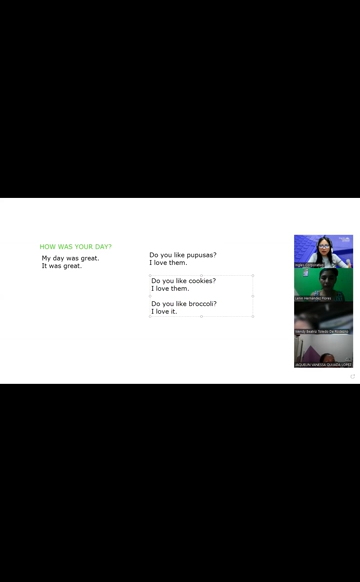 HOW WAS YOUR DAY?
My day was great.
It was great.
Do you like pupusas?
I love them.
Do you like cookies?
I love them.
Do you like broccoli?
I love it.